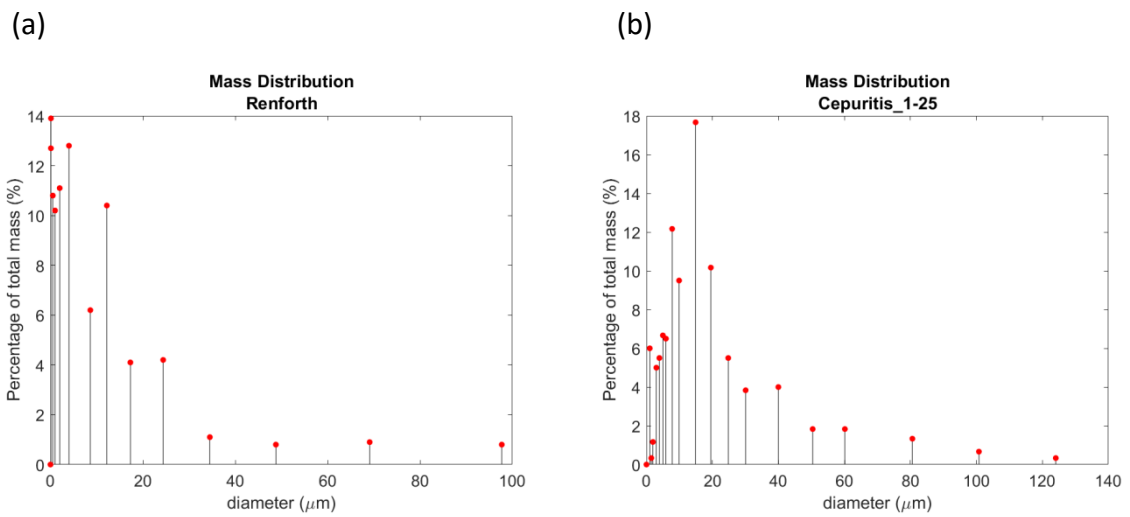 (a)
Mass Distribution
Renforth
Percentage of total mass (%)
14
12
10
8
6
4
2
0
0 20 40 60 80 100
diameter (μm)
(b)
Mass Distribution
Cepuritis_1-25
Percentage of total mass (%)
18
16
14
12
10
8
6
4
2
0
0 20 40 60 80 100 120 140
diameter (μm)